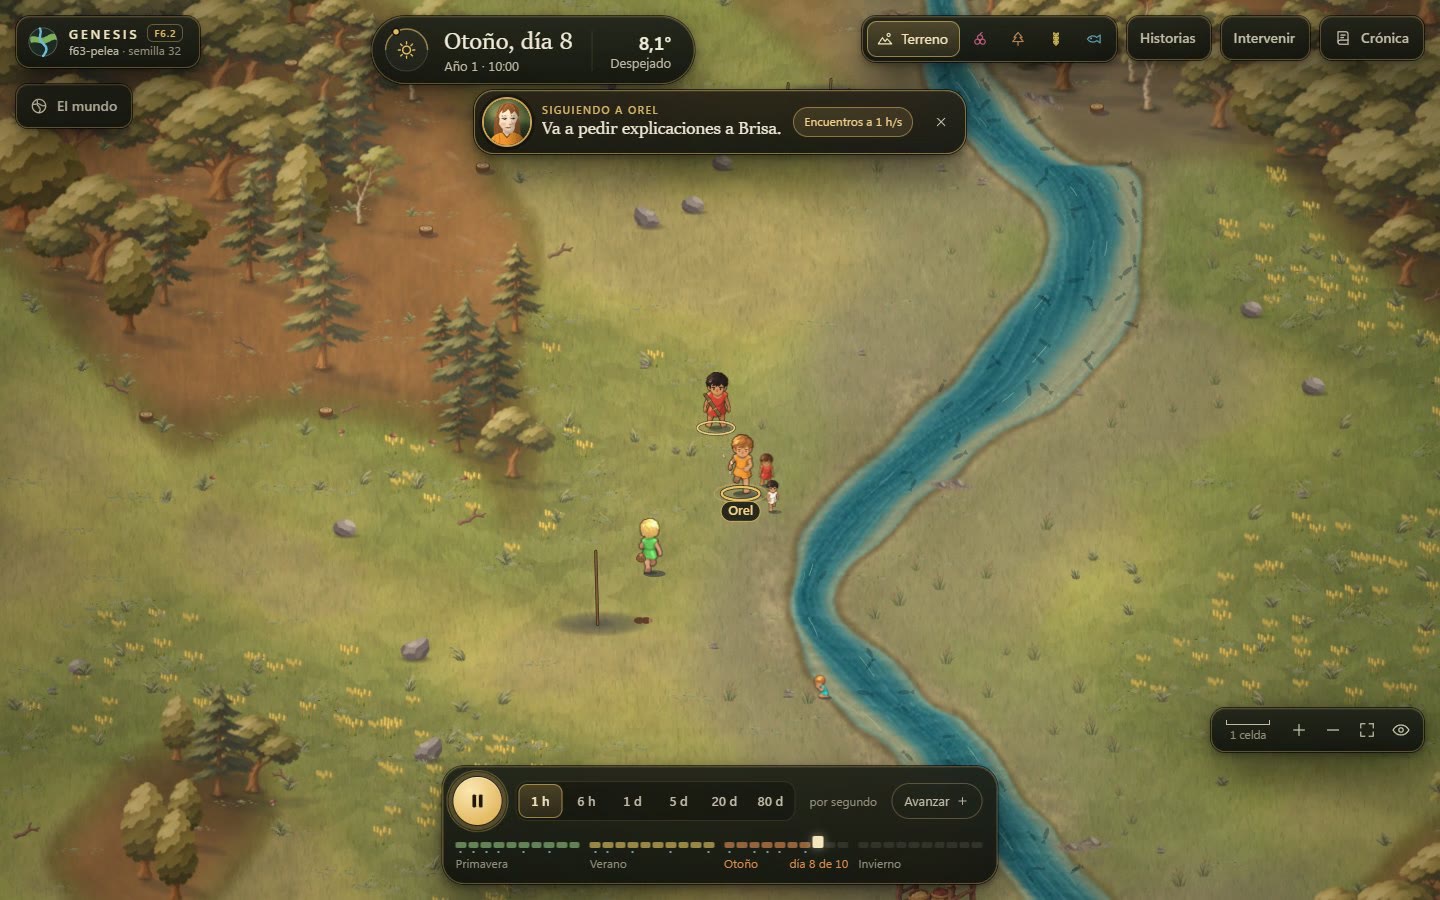 GENESIS F6.2
f63-pelea · semilla 32
El mundo
Otoño, día 8
Año 1 · 10:00
8,1°
Despejado
Terreno
Historias
Intervenir
Crónica
SIGUIENDO A OREL
Va a pedir explicaciones a Brisa.
Encuentros a 1 h/s
Orel
1 celda
1 h 6 h 1 d 5 d 20 d 80 d por segundo Avanzar +
Primavera Verano Otoño día 8 de 10 Invierno